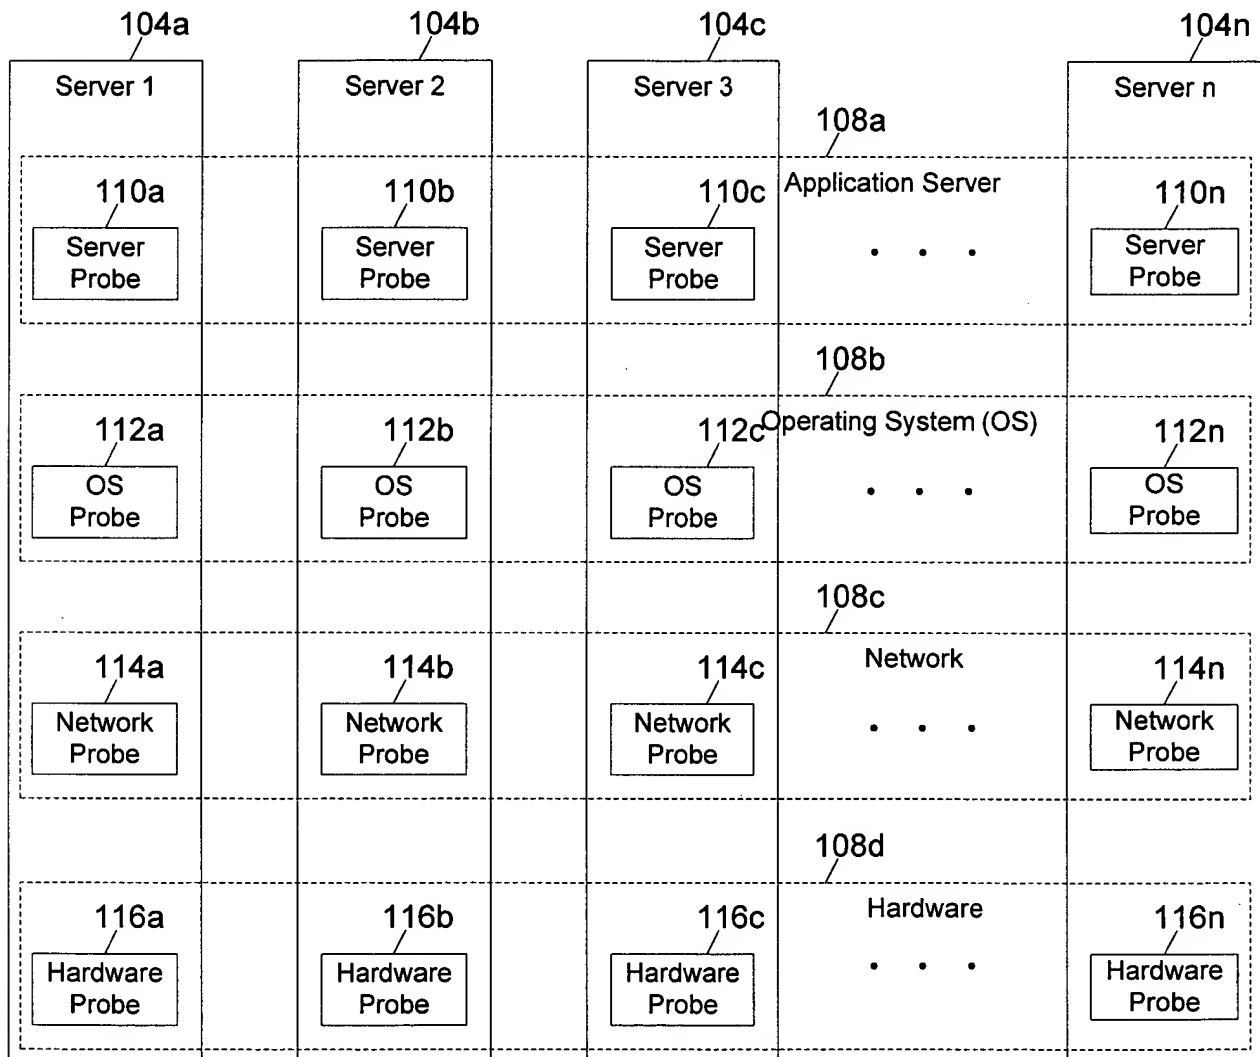 104a 104b 104c 104n
Server 1 Server 2 Server 3 Server n
108a
Application Server
110a 110b 110c 110n
Server Server Server • • • Server
Probe Probe Probe Probe
108b
Operating System (OS)
112a 112b 112c 112n
OS OS OS • • • OS
Probe Probe Probe Probe
108c
Network
114a 114b 114c 114n
Network Network Network • • • Network
Probe Probe Probe Probe
108d
Hardware
116a 116b 116c 116n
Hardware Hardware Hardware • • • Hardware
Probe Probe Probe Probe